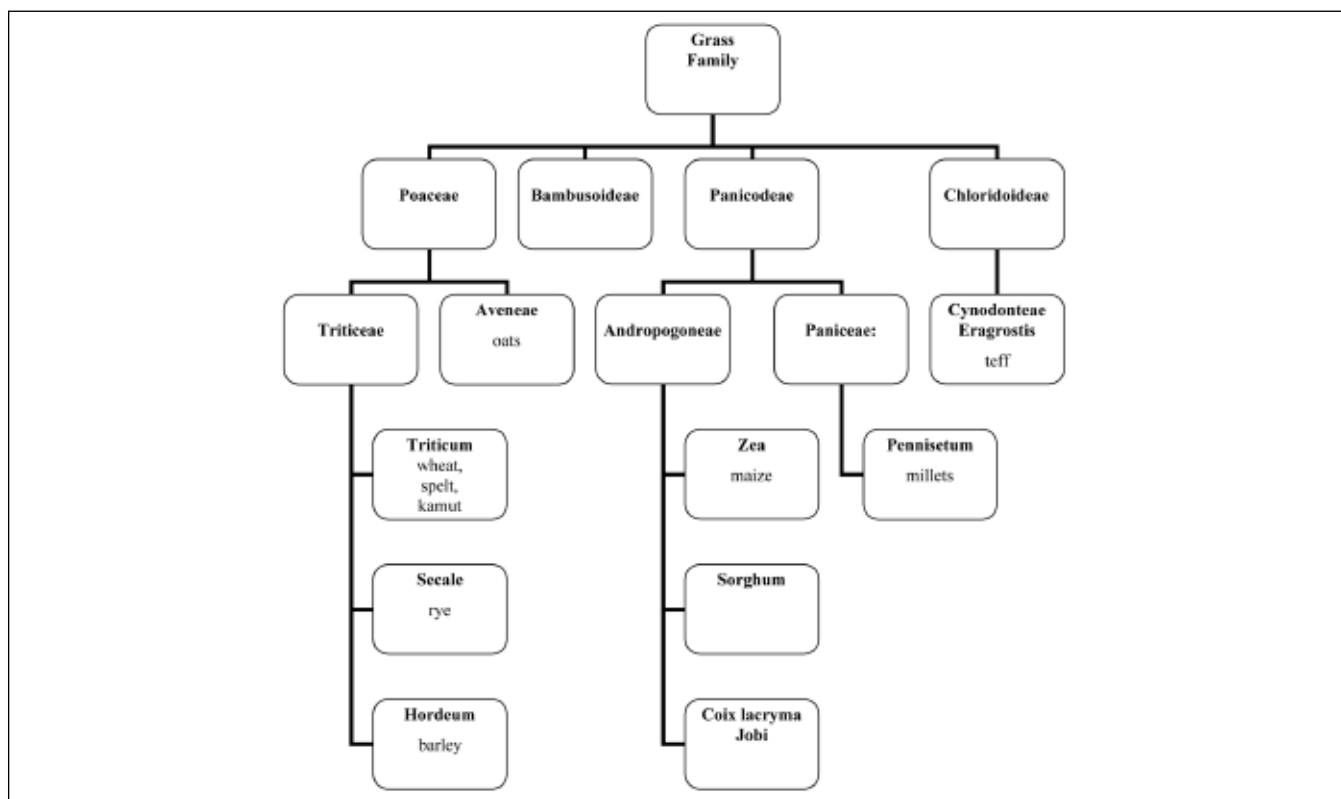 Grass
Family
Poaceae
Bambusoideae
Panicodeae
Chloridoideae
Triticeae
Aveneae
oats
Andropogoneae
Paniceae:
Cynodonteae
Eragrostis
teff
Triticum
wheat,
spelt,
kamut
Zea
maize
Pennisetum
millets
Secale
rye
Sorghum
Hordeum
barley
Coix lacryma
Jobi